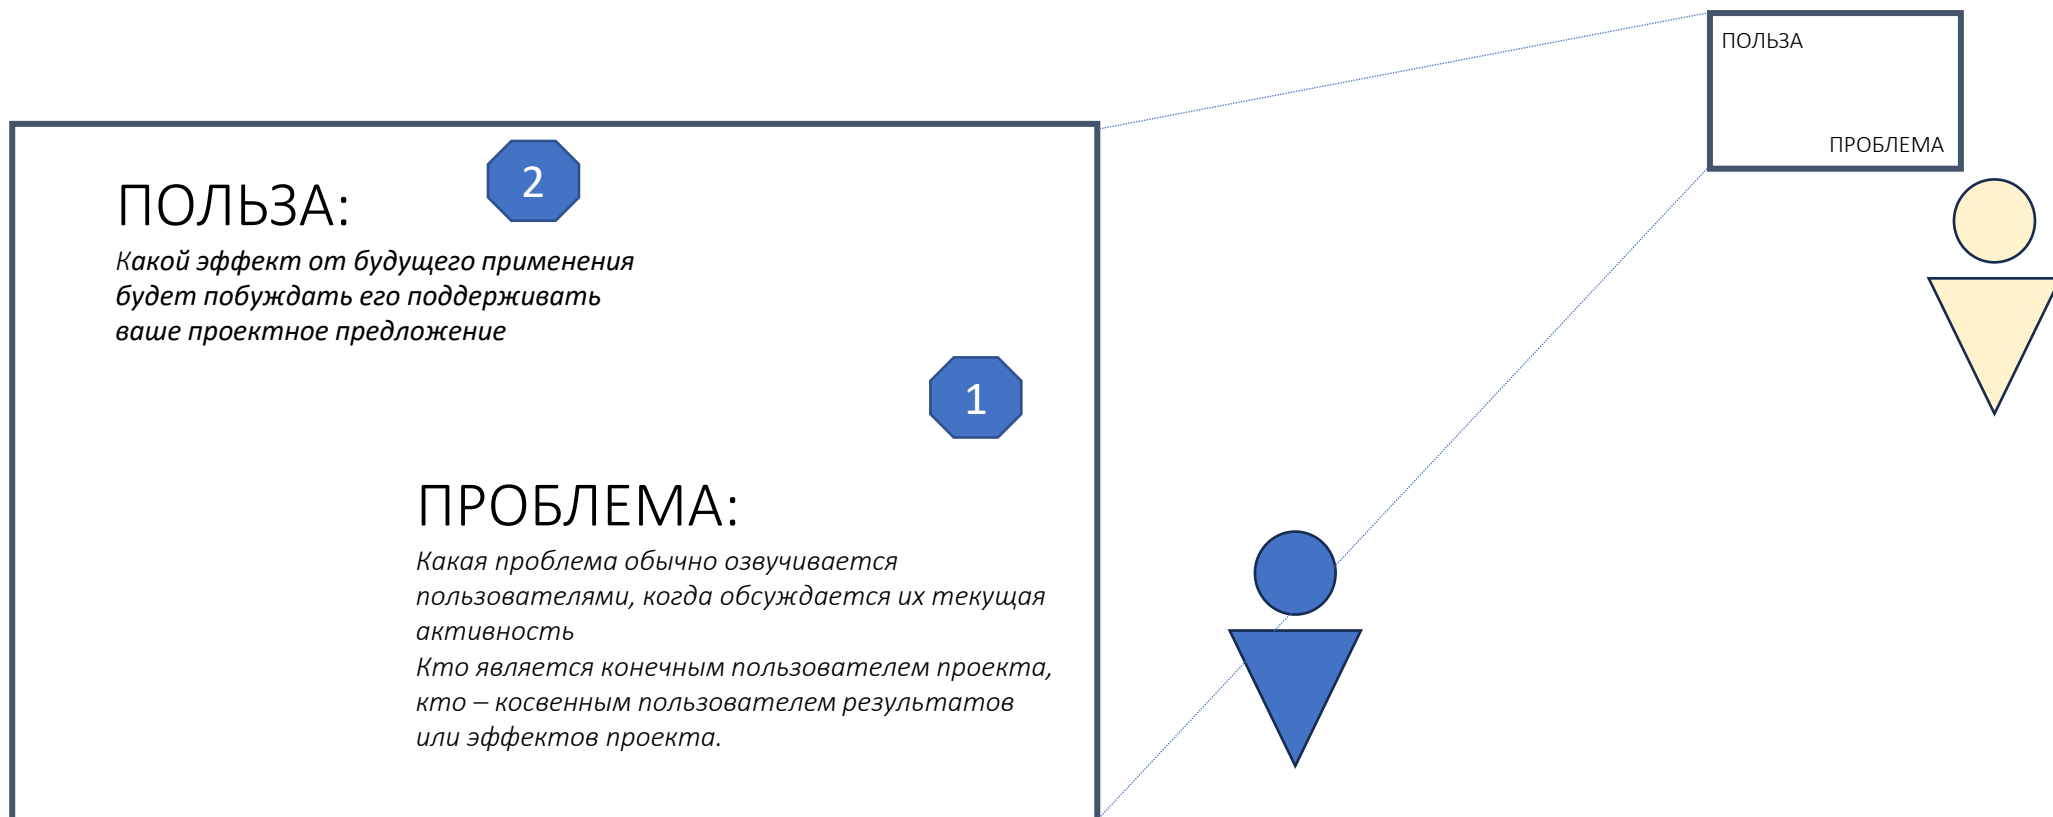 ПОЛЬЗА
ПРОБЛЕМА
2
ПОЛЬЗА:
Какой эффект от будущего применения
будет побуждать его поддерживать
ваше проектное предложение
1
ПРОБЛЕМА:
Какая проблема обычно озвучивается
пользователями, когда обсуждается их текущая
активность
Кто является конечным пользователем проекта,
кто – косвенным пользователем результатов
или эффектов проекта.